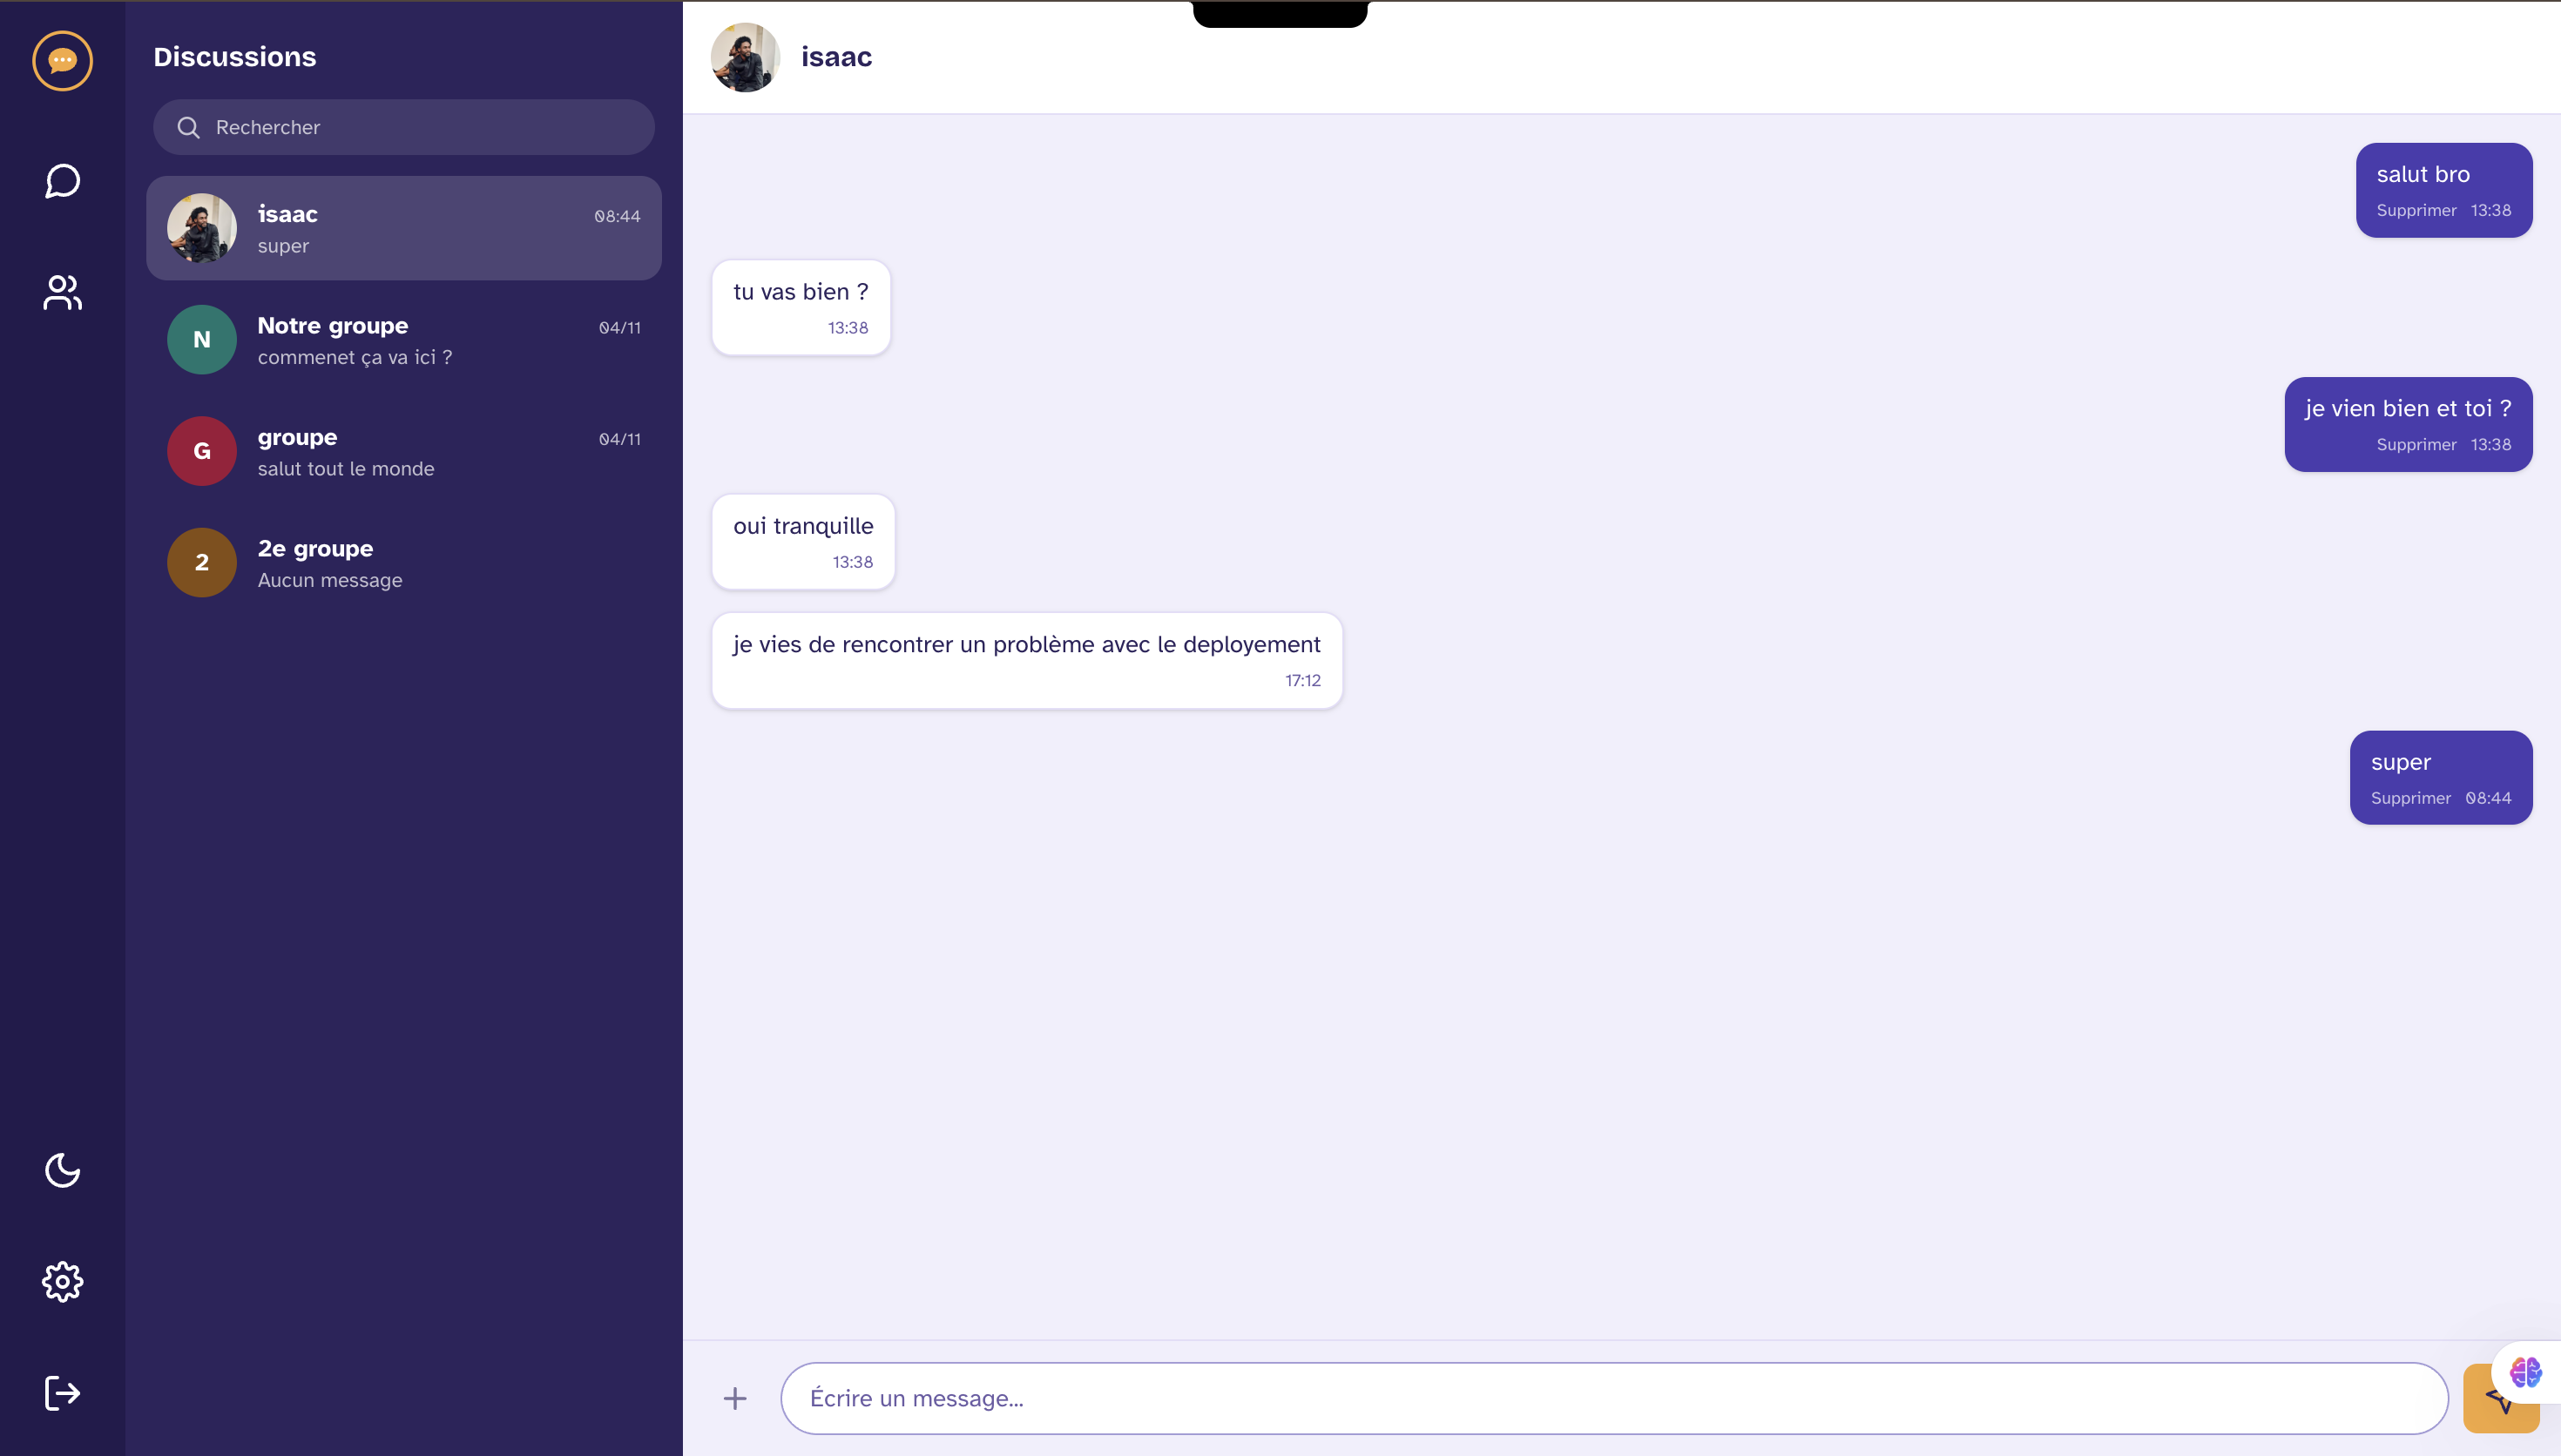 Discussions
Rechercher
isaac 08:44
super
N
Notre groupe 04/11
commenet ça va ici ?
G
groupe 04/11
salut tout le monde
2
2e groupe
Aucun message
isaac
salut bro
Supprimer 13:38
tu vas bien ?
13:38
je vien bien et toi ?
Supprimer 13:38
oui tranquille
13:38
je vies de rencontrer un problème avec le deployement
17:12
super
Supprimer 08:44
Écrire un message...